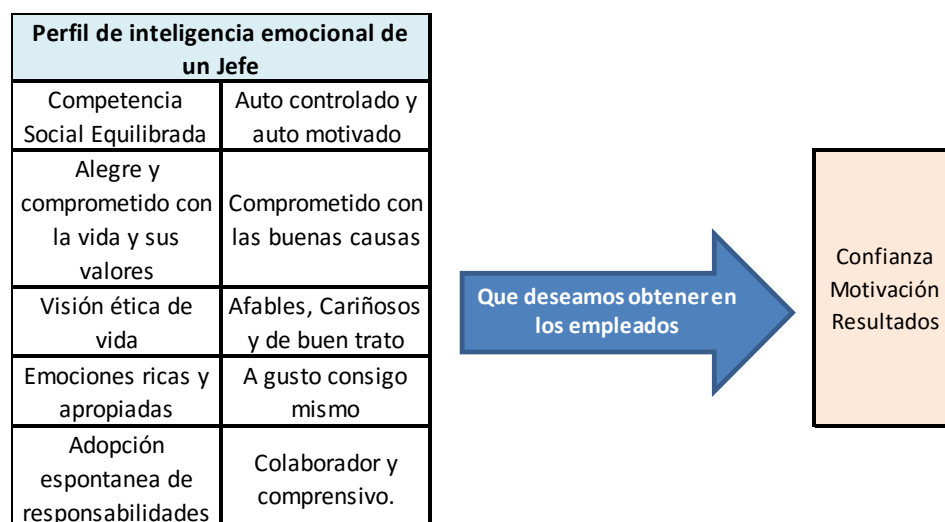 Perfil de inteligencia emocional de
un Jefe
Competencia
Social Equilibrada
Auto controlado y
auto motivado
Alegre y
comprometido con
la vida y sus
valores
Comprometido con
las buenas causas
Visión ética de
vida
Afables, Cariñosos
y de buen trato
Emociones ricas y
apropiadas
A gusto consigo
mismo
Adopción
espontanea de
responsabilidades
Colaborador y
comprensivo.
Que deseamos obtener en
los empleados
Confianza
Motivación
Resultados